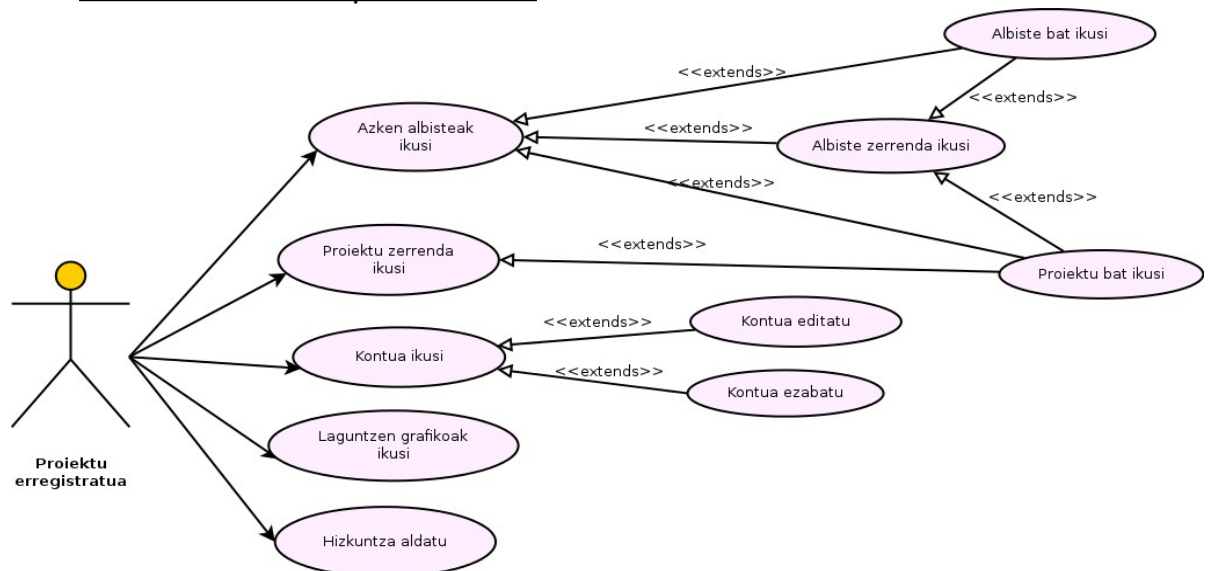 Albiste bat ikusi
<<extends>>
<<extends>>
Azken albisteak
ikusi
<<extends>>
Albiste zerrenda ikusi
<<extends>>
<<extends>>
Proiektu zerrenda
ikusi
<<extends>>
Proiektu bat ikusi
Kontua ikusi
<<extends>>
Kontua editatu
<<extends>>
Kontua ezabatu
Laguntzen grafikoak
ikusi
Proiektu
erregistratua
Hizkuntza aldatu